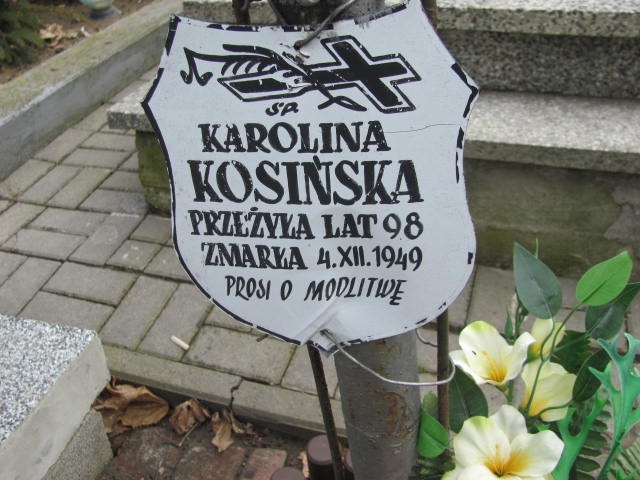 ŚP.
KAROLINA
KOSIŃSKA
PRZEŻYŁA LAT 98
ZMARŁA 4.XII.1949
PROSI O MODLITWĘ